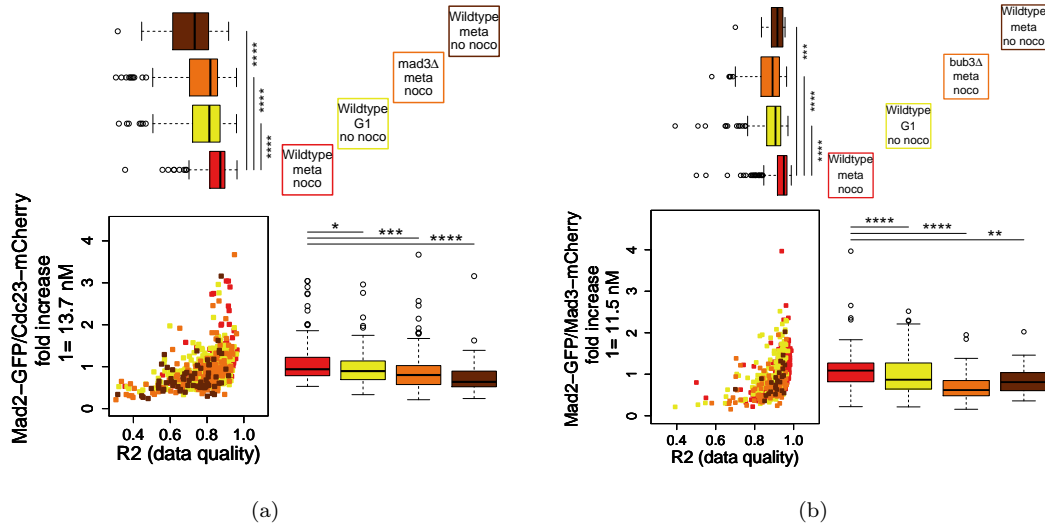 Wildtype
meta
no noco
mad3Δ
meta
noco
Wildtype
G1
no noco
Wildtype
meta
noco
****
****
****
Mad2−GFP/Cdc23−mCherry
fold increase
1= 13.7 nM
0
1
2
3
4
0.4
0.6
0.8
1.0
R2 (data quality)
*
***
****
(a)
Wildtype
meta
no noco
bub3Δ
meta
noco
Wildtype
G1
no noco
Wildtype
meta
noco
***
****
****
Mad2−GFP/Mad3−mCherry
fold increase
1= 11.5 nM
0
1
2
3
4
0.4
0.6
0.8
1.0
R2 (data quality)
****
****
**
(b)